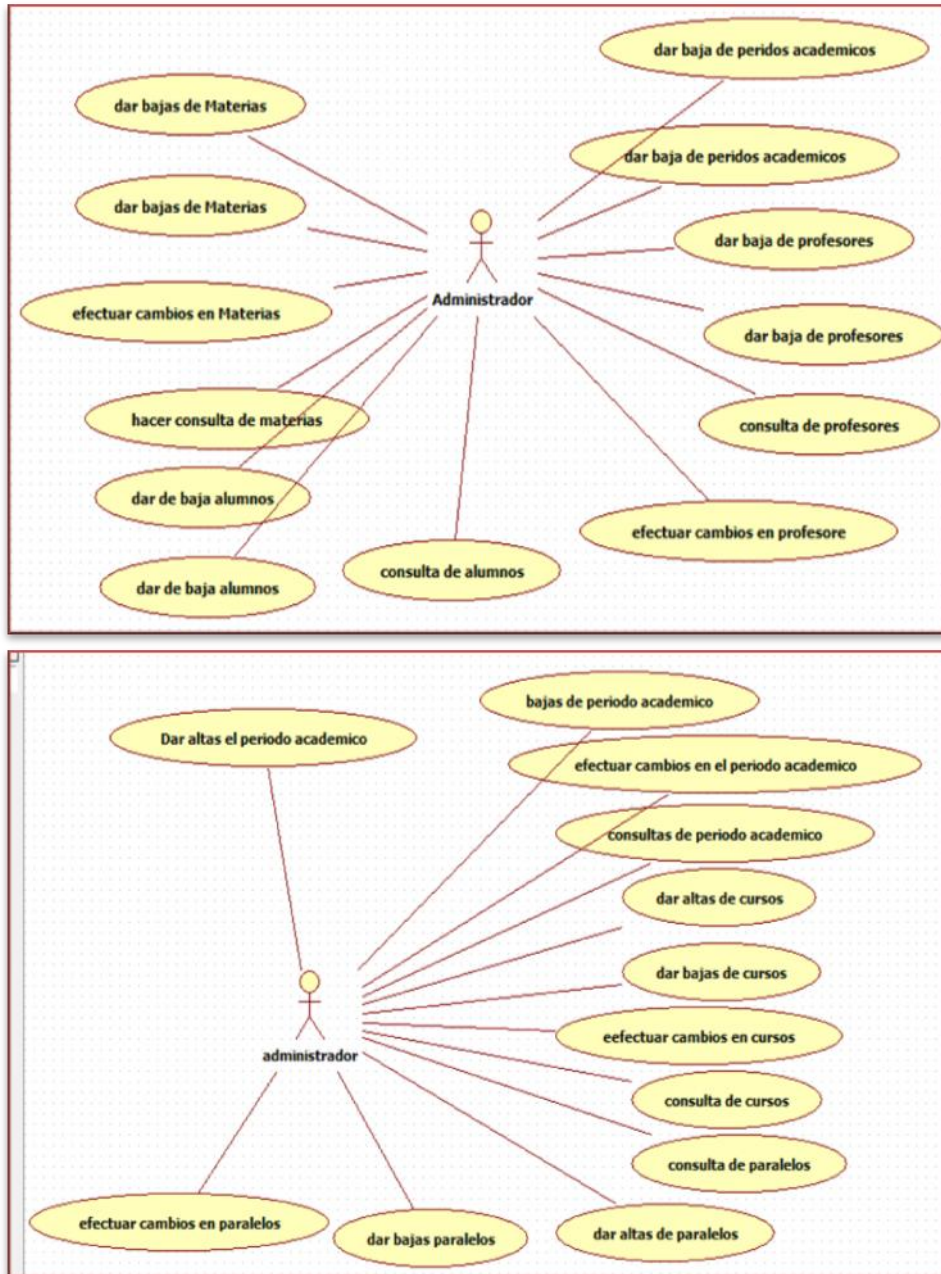 dar baja de peridos academicos
dar bajas de Materias
dar baja de peridos academicos
dar bajas de Materias
dar baja de profesores
Administrador
efectuar cambios en Materias
dar baja de profesores
hacer consulta de materias
consulta de profesores
dar de baja alumnos
efectuar cambios en profesore
consulta de alumnos
dar de baja alumnos
bajas de periodo academico
Dar altas el periodo academico
efectuar cambios en el periodo academico
consultas de periodo academico
dar altas de cursos
dar bajas de cursos
eefectuar cambios en cursos
administrador
consulta de cursos
consulta de paralelos
efectuar cambios en paralelos
dar bajas paralelos
dar altas de paralelos